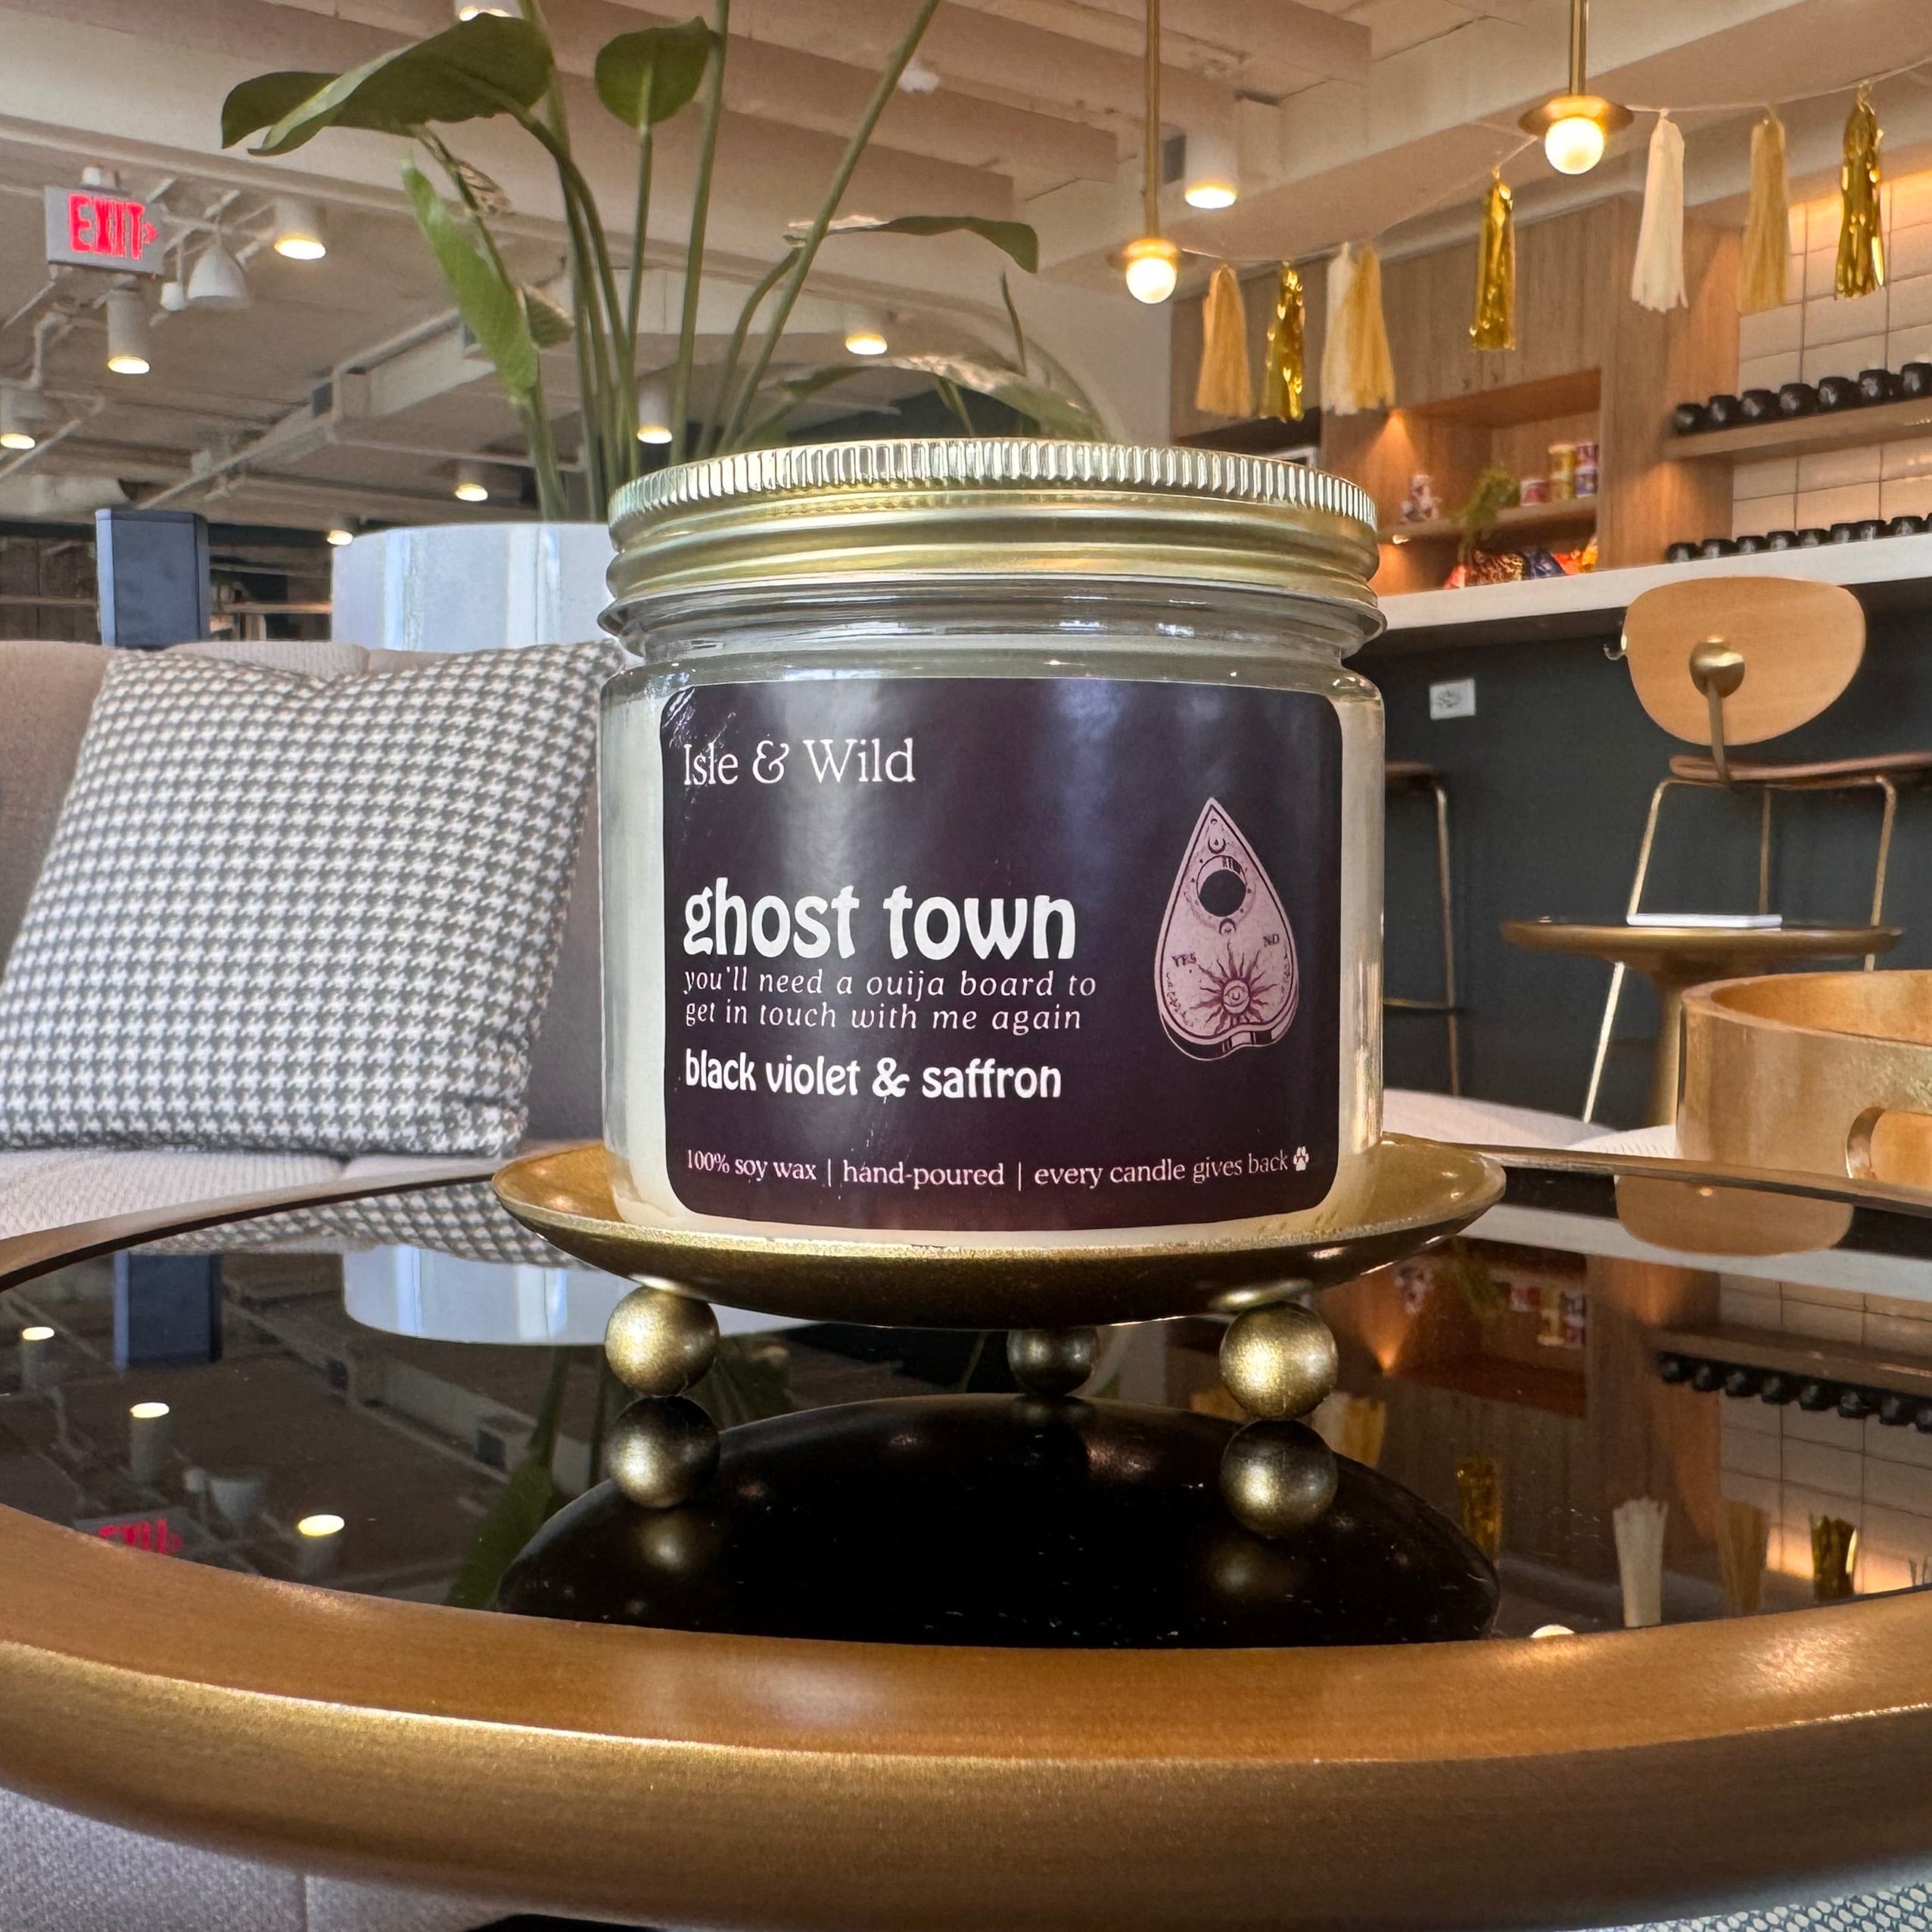 EXIT
Isle & Wild
ghost town
you'll need a ouija board to
get in touch with me again
black violet & saffron
100% soy wax | hand-poured | every candle gives back
YES
NO